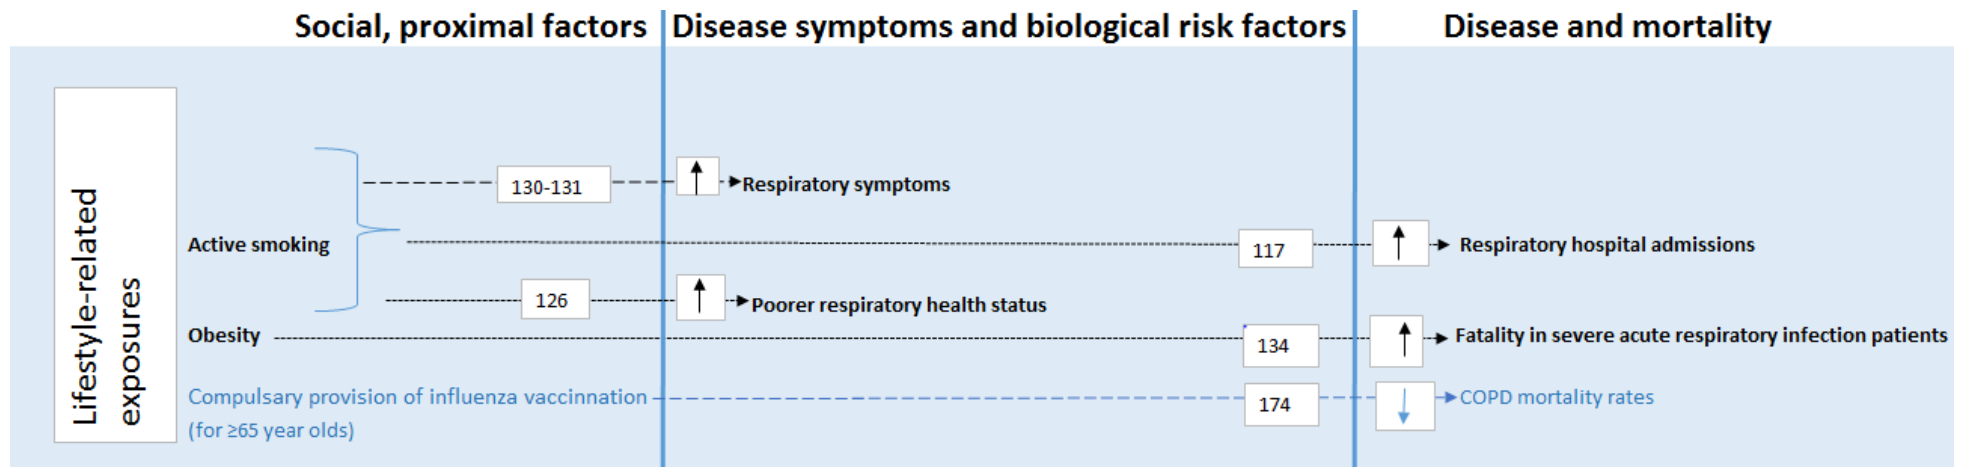 Social, proximal factors
Disease symptoms and biological risk factors
Disease and mortality
Lifestyle-related
exposures
130-131
Respiratory symptoms
Active smoking
117
Respiratory hospital admissions
126
Poorer respiratory health status
Obesity
134
Fatality in severe acute respiratory infection patients
Compulsary provision of influenza vaccinnation
174
COPD mortality rates
(for ≥65 year olds)